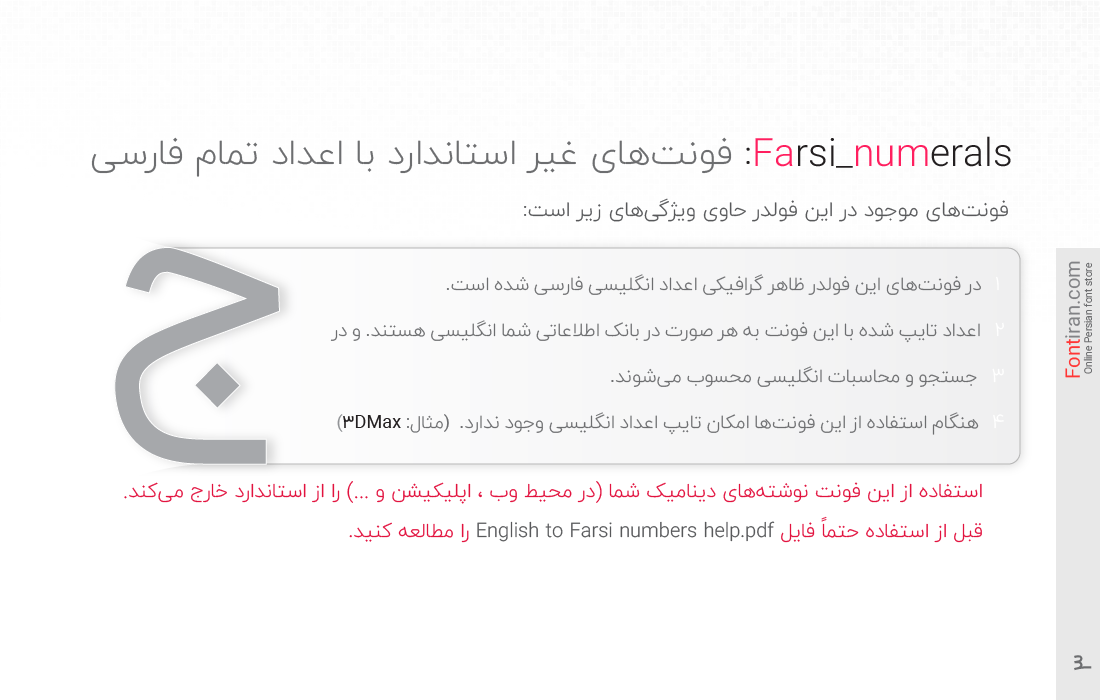 Farsi_numerals: فونت‌های غیر استاندارد با اعداد تمام فارسی
فونت‌های موجود در این فولدر حاوی ویژگی‌های زیر است:
۱ در فونت‌های این فولدر ظاهر گرافیکی اعداد انگلیسی فارسی شده است.
۲ اعداد تایپ شده با این فونت به هر صورت در بانک اطلاعاتی شما انگلیسی هستند. و در
۳ جستجو و محاسبات انگلیسی محسوب می‌شوند.
۴ هنگام استفاده از این فونت‌ها امکان تایپ اعداد انگلیسی وجود ندارد. (مثال: ۳DMax)
ج
استفاده از این فونت نوشته‌های دینامیک شما (در محیط وب ، اپلیکیشن و ...) را از استاندارد خارج می‌کند.
قبل از استفاده حتماً فایل English to Farsi numbers help.pdf را مطالعه کنید.
Fontiran.com
Online Persian font store
۳